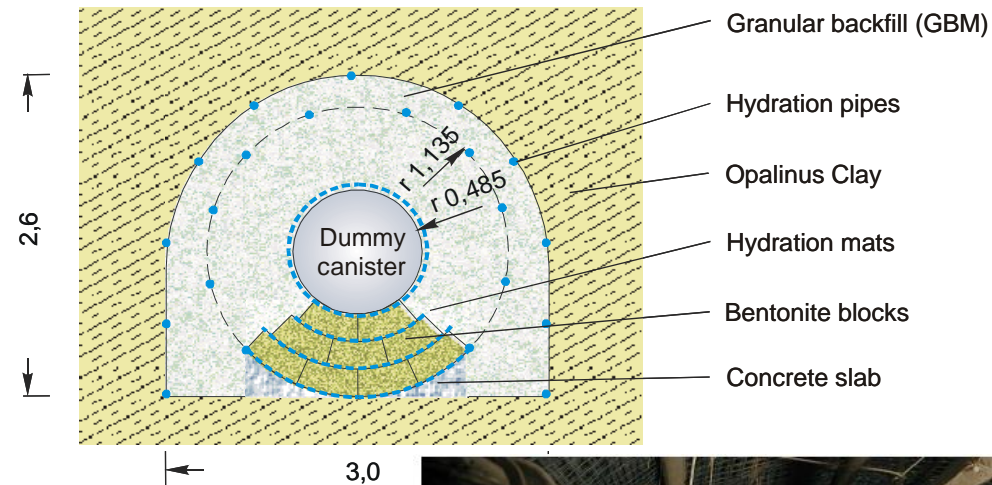 Granular backfill (GBM)
Hydration pipes
r 1,135
Opalinus Clay
r 0,485
2,6
Dummy
canister
Hydration mats
Bentonite blocks
Concrete slab
3,0